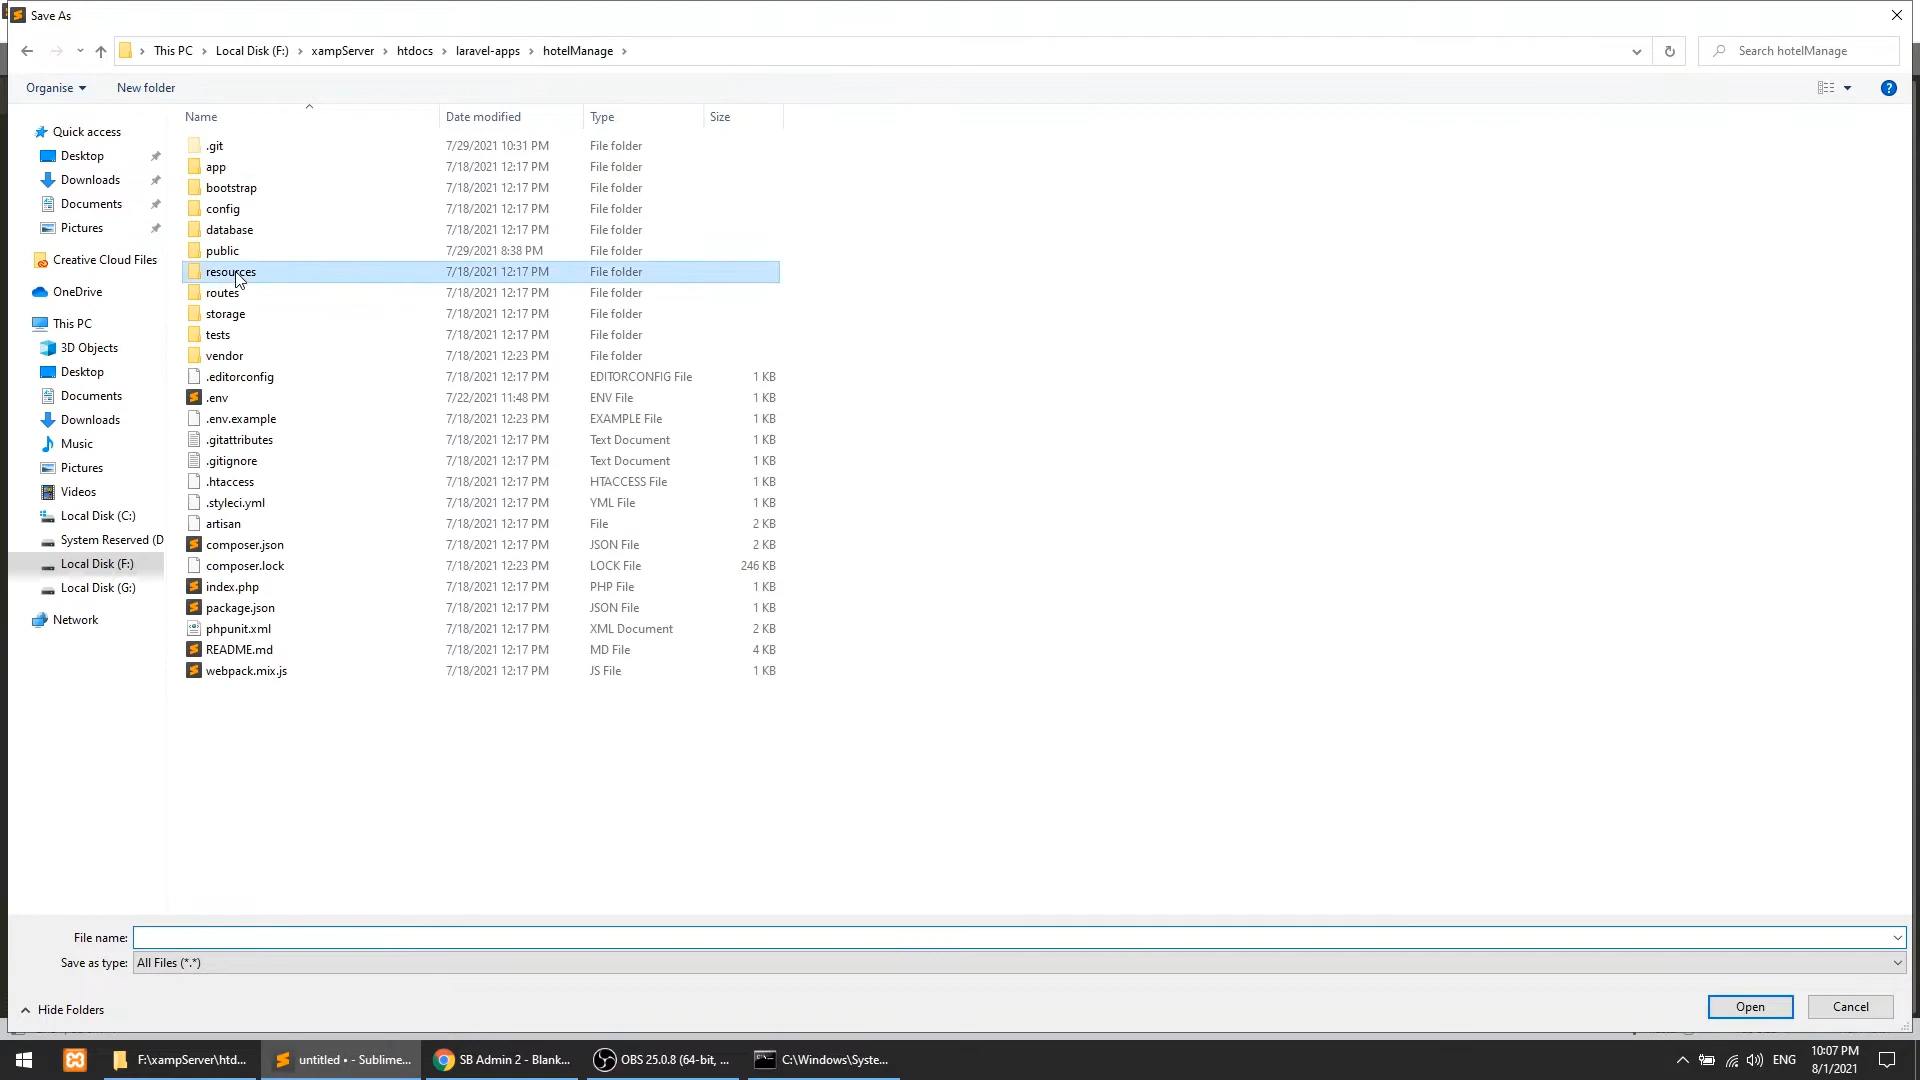 Save As
This PC > Local Disk (F:) > xampServer > htdocs > laravel-apps > hotelManage >
Search hotelManage
Organise
New folder
Name Date modified Type Size
Quick access
Desktop
Downloads
Documents
Pictures
Creative Cloud Files
OneDrive
This PC
3D Objects
Desktop
Documents
Downloads
Music
Pictures
Videos
Local Disk (C:)
System Reserved (D
Local Disk (F:)
Local Disk (G:)
Network
.git 7/29/2021 10:31 PM File folder
app 7/18/2021 12:17 PM File folder
bootstrap 7/18/2021 12:17 PM File folder
config 7/18/2021 12:17 PM File folder
database 7/18/2021 12:17 PM File folder
public 7/29/2021 8:38 PM File folder
resources 7/18/2021 12:17 PM File folder
routes 7/18/2021 12:17 PM File folder
storage 7/18/2021 12:17 PM File folder
tests 7/18/2021 12:17 PM File folder
vendor 7/18/2021 12:23 PM File folder
.editorconfig 7/18/2021 12:17 PM EDITORCONFIG File 1 KB
.env 7/22/2021 11:48 PM ENV File 1 KB
.env.example 7/18/2021 12:23 PM EXAMPLE File 1 KB
.gitattributes 7/18/2021 12:17 PM Text Document 1 KB
.gitignore 7/18/2021 12:17 PM Text Document 1 KB
.htaccess 7/18/2021 12:17 PM HTACCESS File 1 KB
.styleci.yml 7/18/2021 12:17 PM YML File 1 KB
artisan 7/18/2021 12:17 PM File 2 KB
composer.json 7/18/2021 12:17 PM JSON File 2 KB
composer.lock 7/18/2021 12:23 PM LOCK File 246 KB
index.php 7/18/2021 12:17 PM PHP File 1 KB
package.json 7/18/2021 12:17 PM JSON File 1 KB
phpunit.xml 7/18/2021 12:17 PM XML Document 2 KB
README.md 7/18/2021 12:17 PM MD File 4 KB
webpack.mix.js 7/18/2021 12:17 PM JS File 1 KB
File name:
Save as type: All Files (*.*)
Hide Folders
Open
Cancel
F:\xampServer\htd...
untitled • - Sublime...
SB Admin 2 - Blank...
OBS 25.0.8 (64-bit, ...
C:\Windows\Syste...
ENG
10:07 PM
8/1/2021